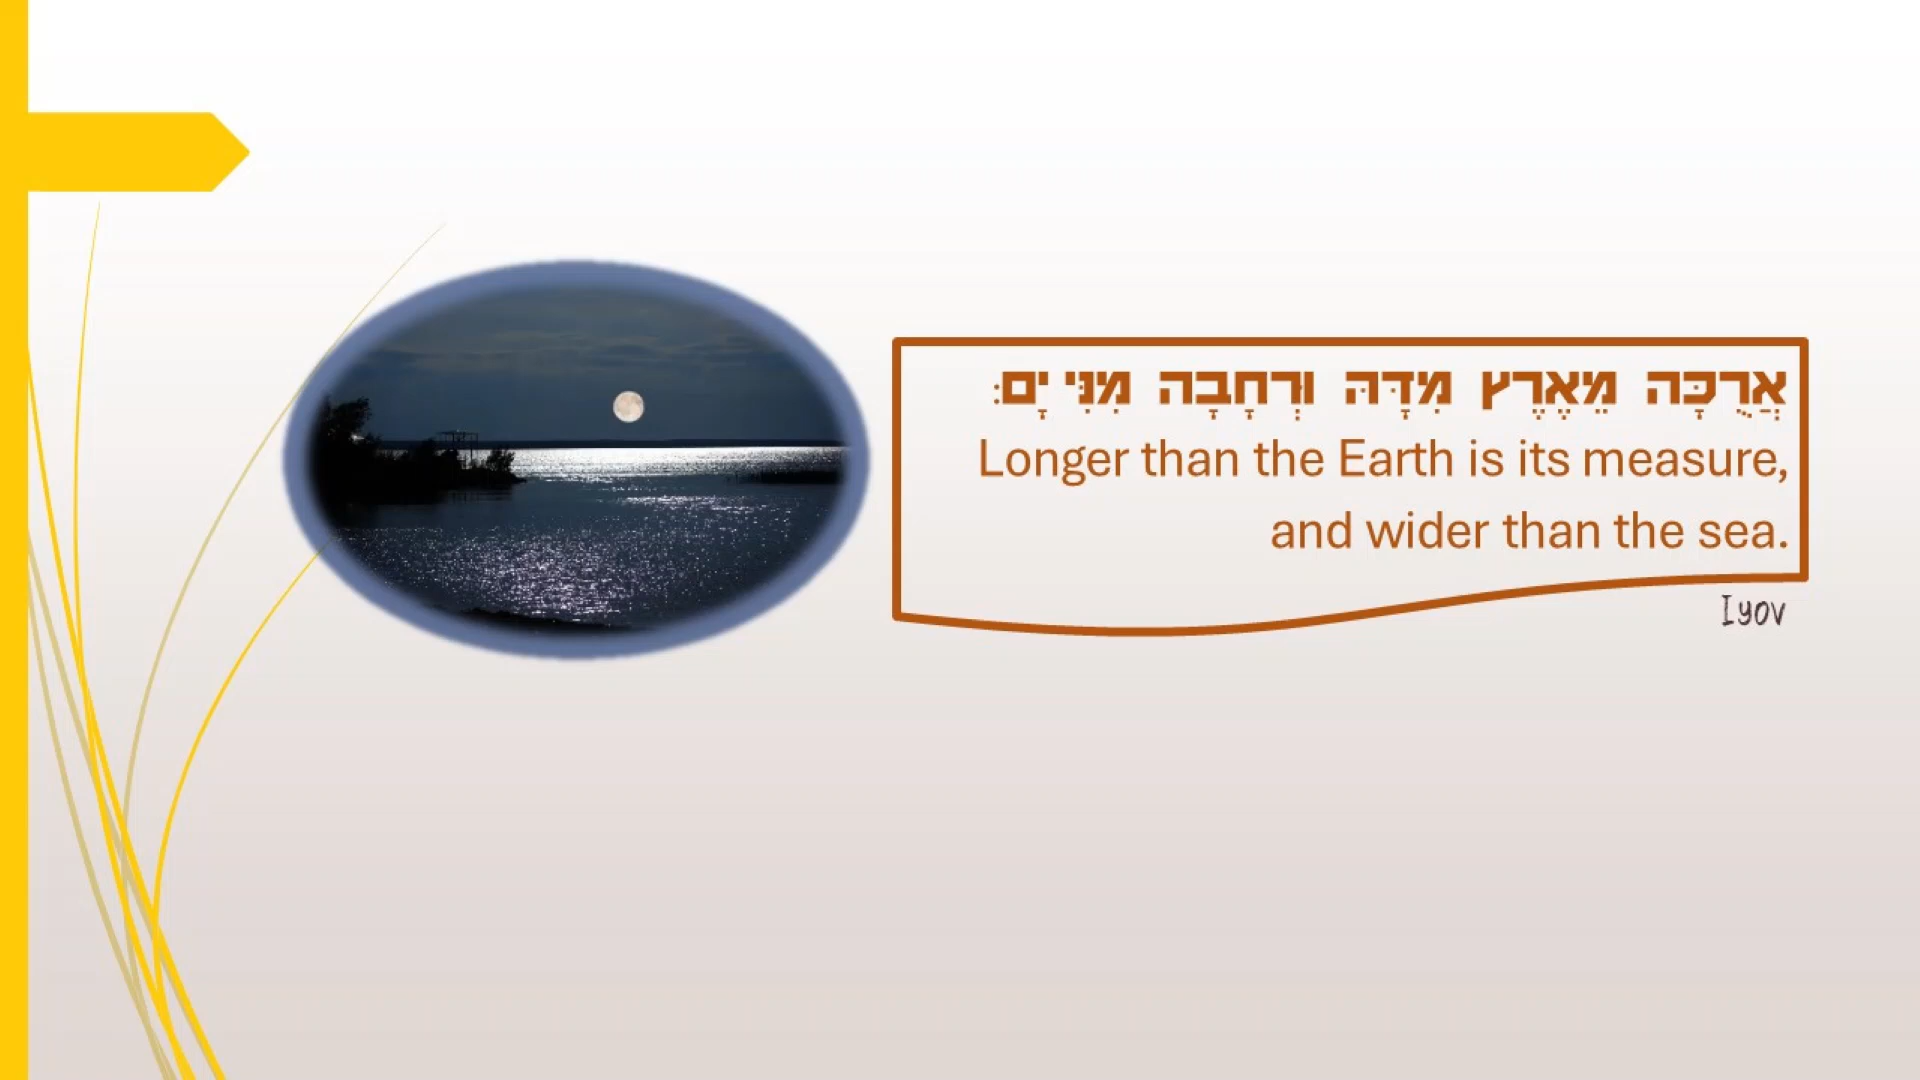 אֲרֻכָּה מֵאֶרֶץ מִדָּהּ וּרְחָבָה מִנִּי יָם:
Longer than the Earth is its measure,
and wider than the sea.
Iyov